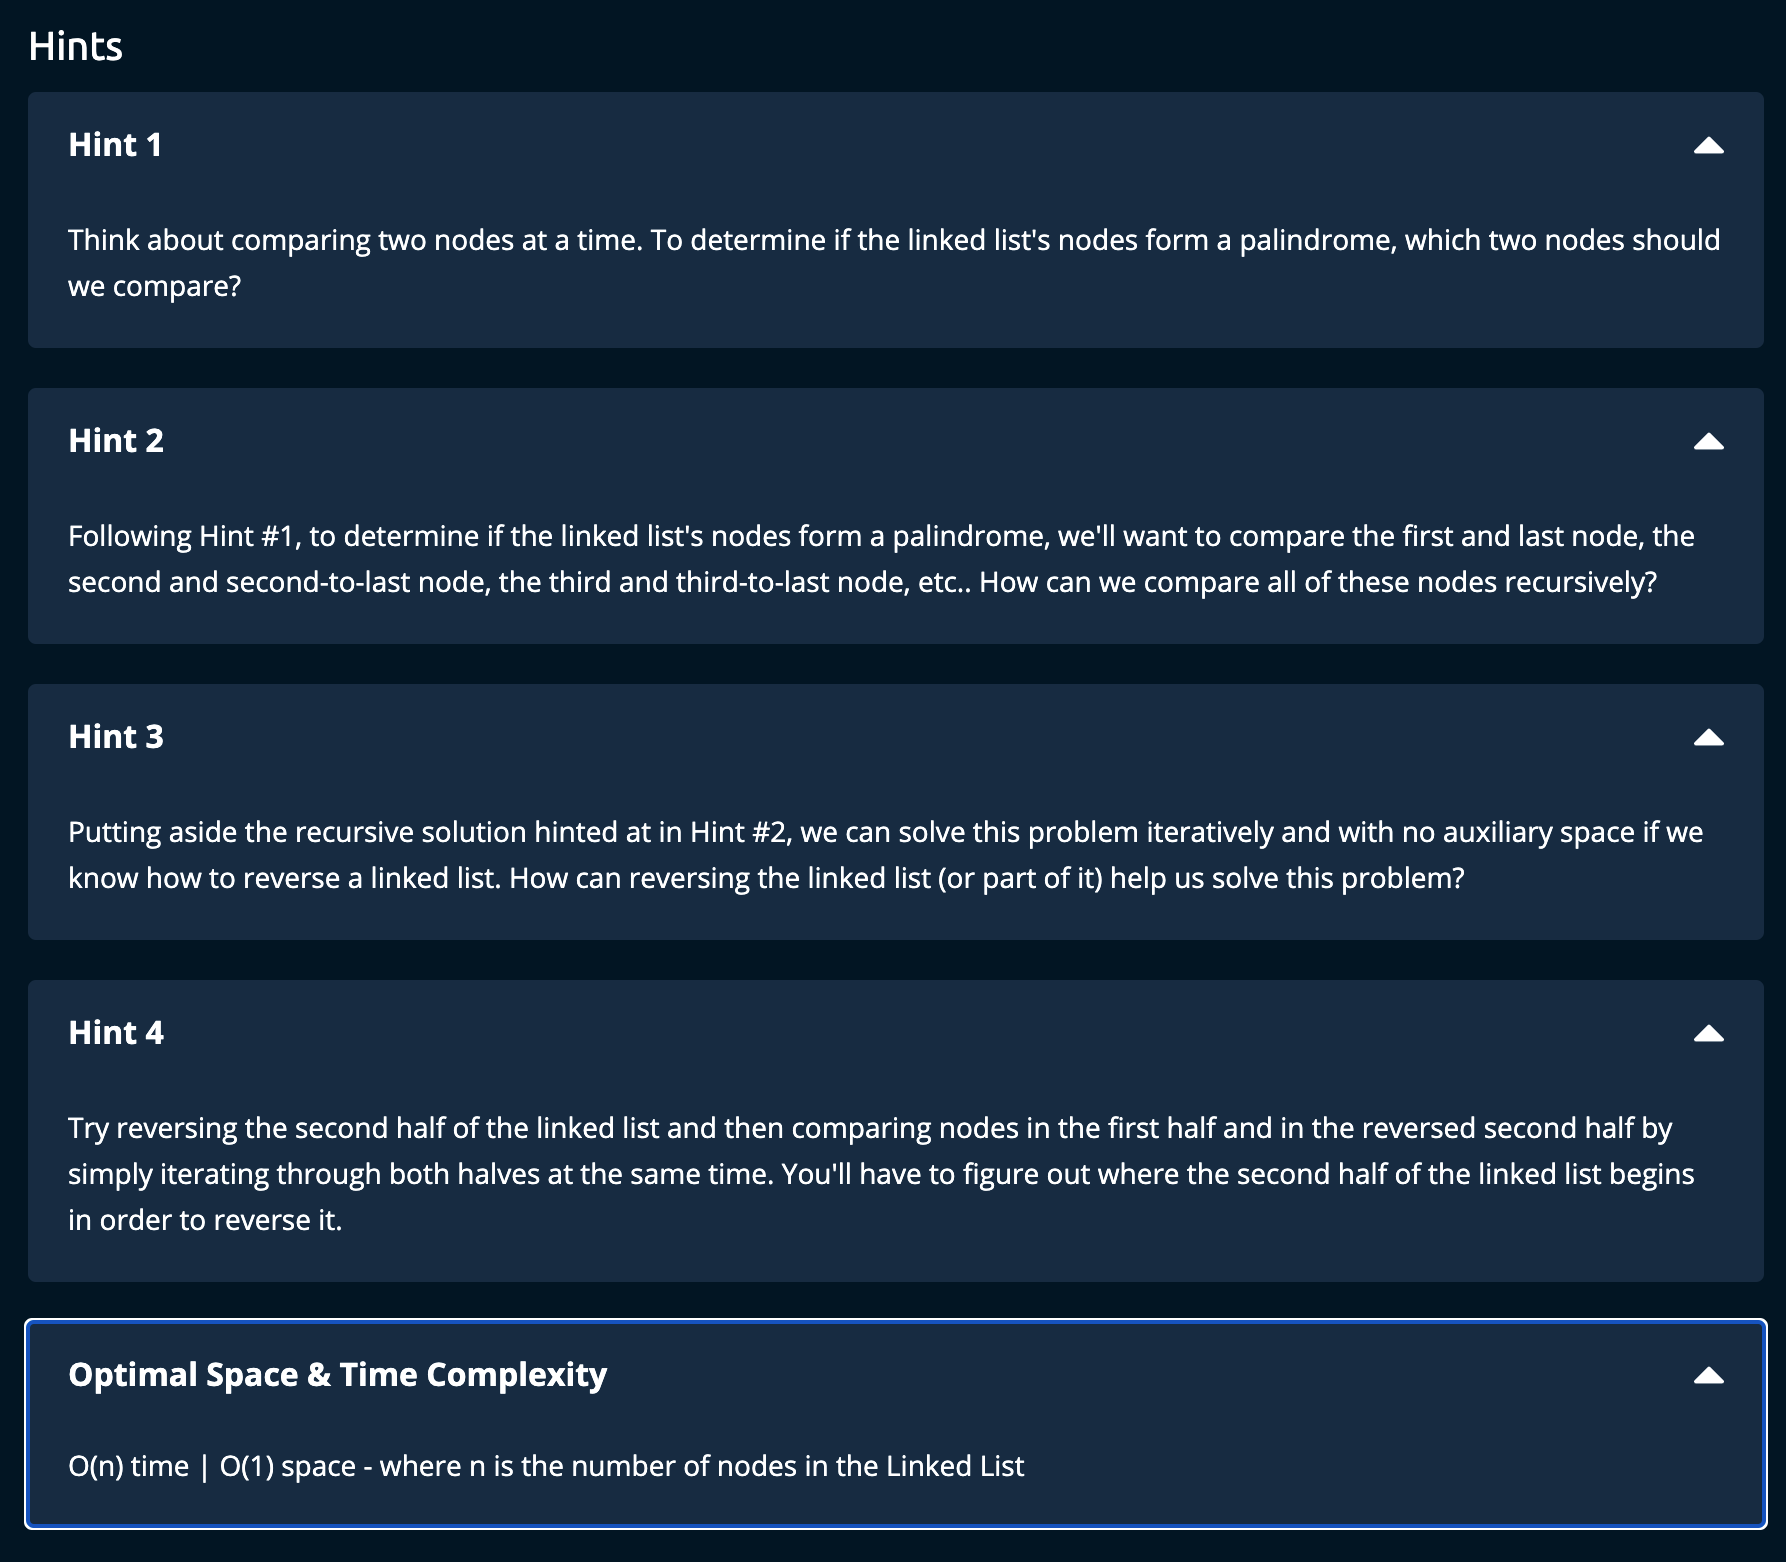 Hints
Hint 1
Think about comparing two nodes at a time. To determine if the linked list's nodes form a palindrome, which two nodes should
we compare?
Hint 2
Following Hint #1, to determine if the linked list's nodes form a palindrome, we'll want to compare the first and last node, the
second and second-to-last node, the third and third-to-last node, etc.. How can we compare all of these nodes recursively?
Hint 3
Putting aside the recursive solution hinted at in Hint #2, we can solve this problem iteratively and with no auxiliary space if we
know how to reverse a linked list. How can reversing the linked list (or part of it) help us solve this problem?
Hint 4
Try reversing the second half of the linked list and then comparing nodes in the first half and in the reversed second half by
simply iterating through both halves at the same time. You'll have to figure out where the second half of the linked list begins
in order to reverse it.
Optimal Space & Time Complexity
O(n) time | O(1) space - where n is the number of nodes in the Linked List